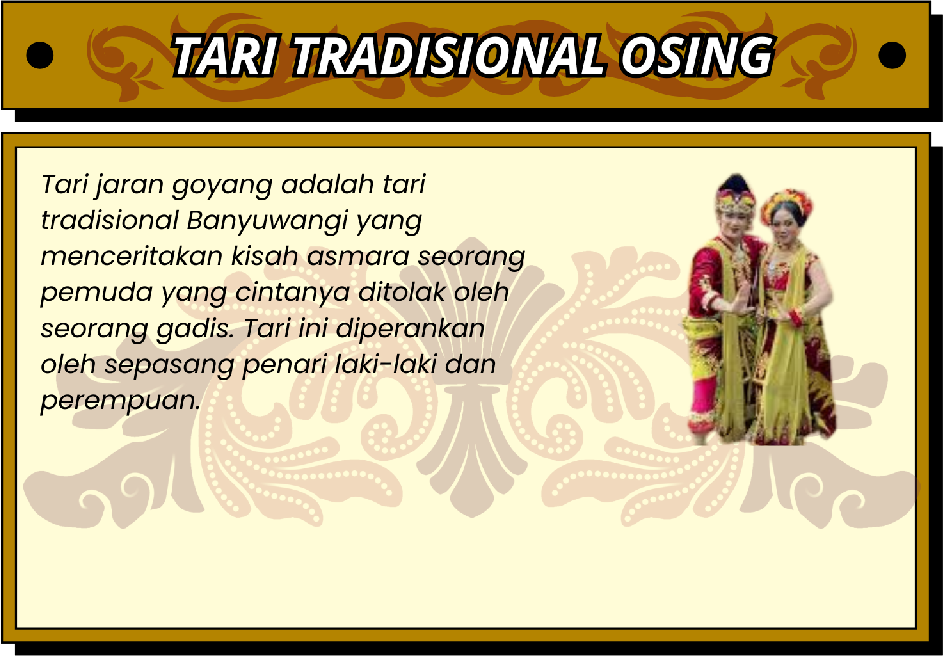 TARI TRADISIONAL OSING
Tari jaran goyang adalah tari
tradisional Banyuwangi yang
menceritakan kisah asmara seorang
pemuda yang cintanya ditolak oleh
seorang gadis. Tari ini diperankan
oleh sepasang penari laki-laki dan
perempuan.